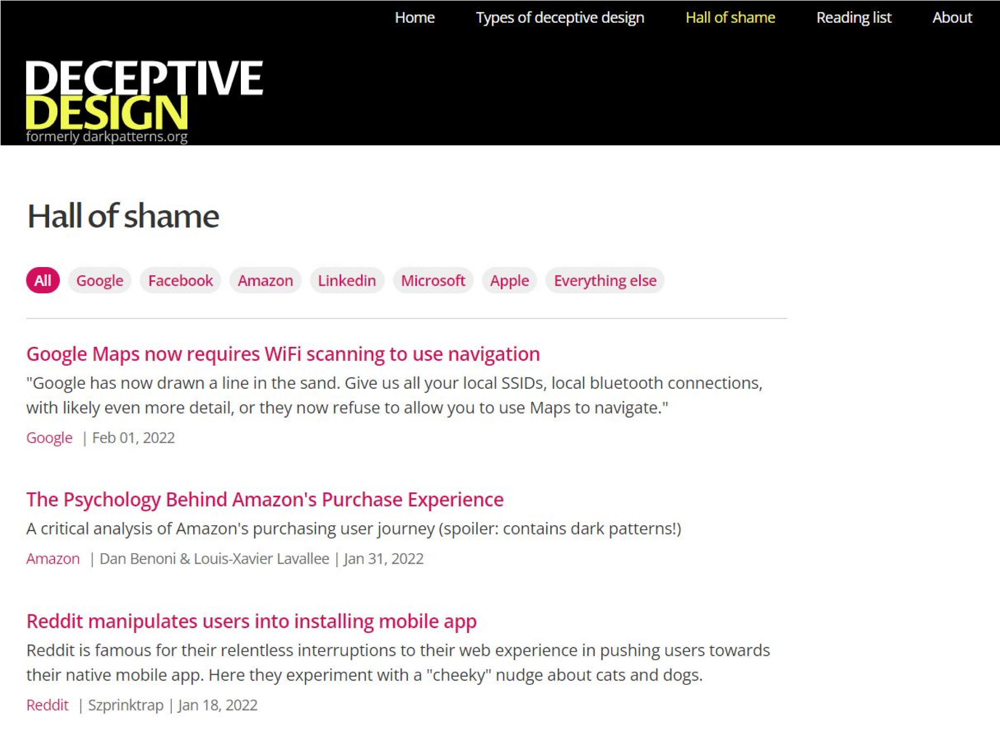 Home Types of deceptive design Hall of shame Reading list About
DECEPTIVE
DESIGN
formerly darkpatterns.org
Hall of shame
All Google Facebook Amazon Linkedin Microsoft Apple Everything else
Google Maps now requires WiFi scanning to use navigation
"Google has now drawn a line in the sand. Give us all your local SSIDs, local bluetooth connections,
with likely even more detail, or they now refuse to allow you to use Maps to navigate."
Google | Feb 01, 2022
The Psychology Behind Amazon's Purchase Experience
A critical analysis of Amazon's purchasing user journey (spoiler: contains dark patterns!)
Amazon | Dan Benoni & Louis-Xavier Lavallee | Jan 31, 2022
Reddit manipulates users into installing mobile app
Reddit is famous for their relentless interruptions to their web experience in pushing users towards
their native mobile app. Here they experiment with a "cheeky" nudge about cats and dogs.
Reddit | Szprinktrap | Jan 18, 2022